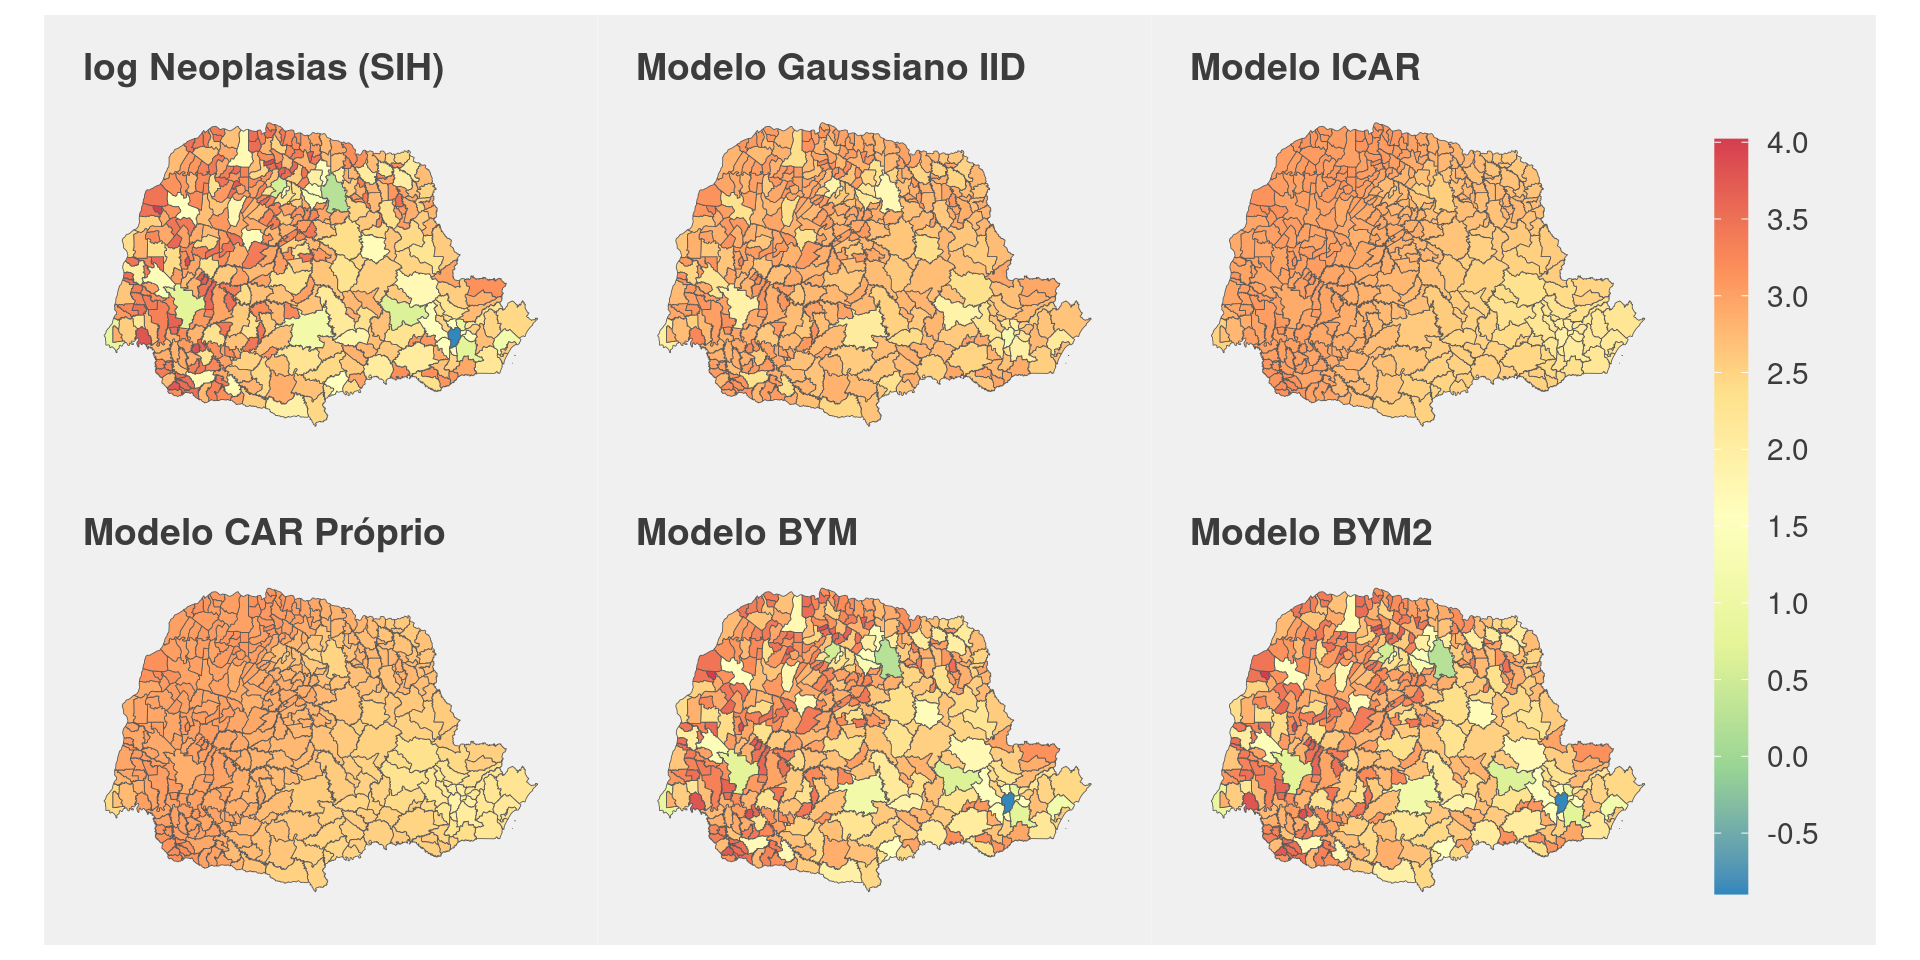 log Neoplasias (SIH)
Modelo Gaussiano IID
Modelo ICAR
4.0
3.5
3.0
2.5
2.0
1.5
1.0
0.5
0.0
-0.5
Modelo CAR Próprio
Modelo BYM
Modelo BYM2